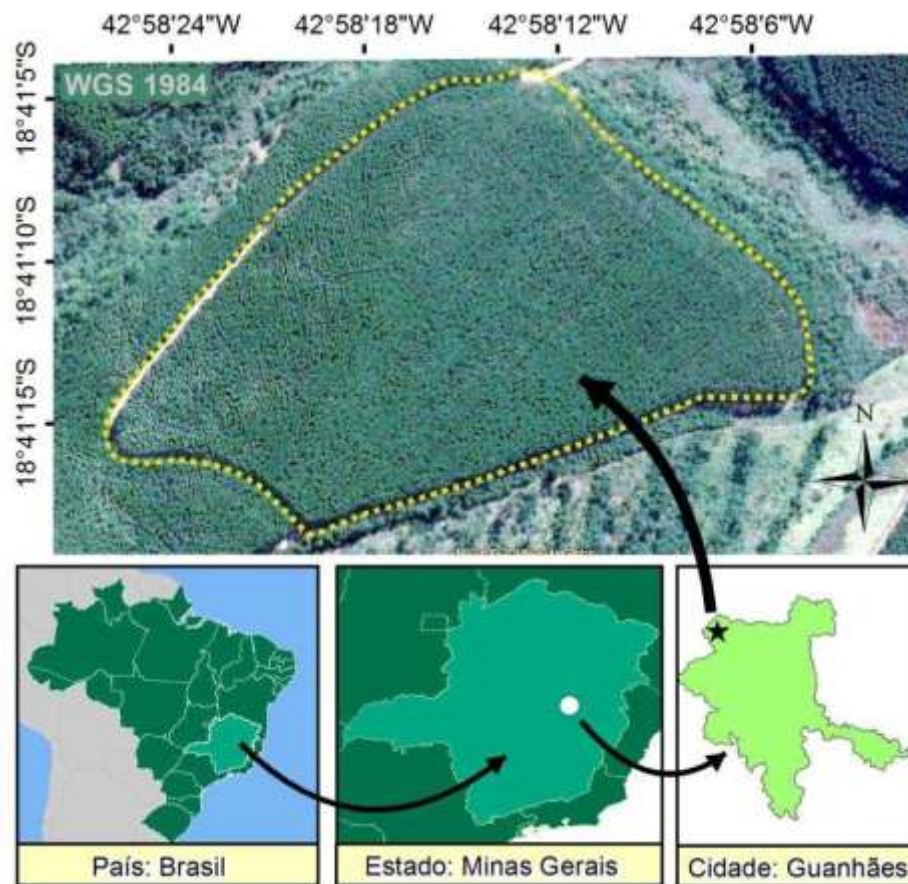 42°58'24"W 42°58'18"W 42°58'12"W 42°58'6"W
WGS 1984
18°41'5"S
18°41'10"S
18°41'15"S
N
País: Brasil
Estado: Minas Gerais
Cidade: Guanhães